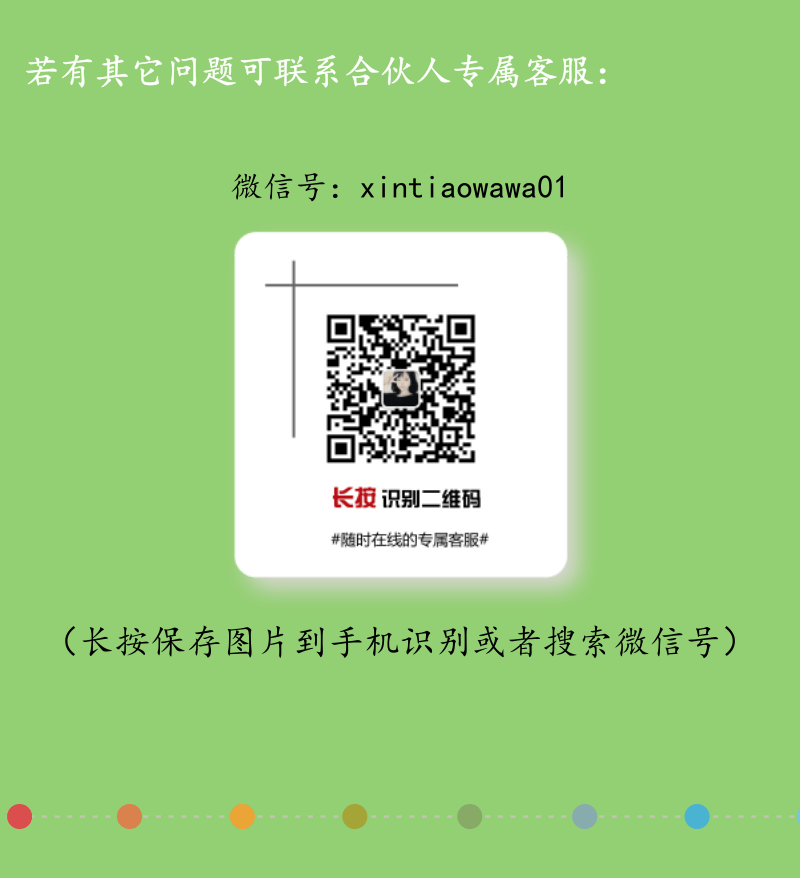 若有其它问题可联系合伙人专属客服：
微信号：xintiaowawa01
长按 识别二维码
#随时在线的专属客服#
（长按保存图片到手机识别或者搜索微信号）